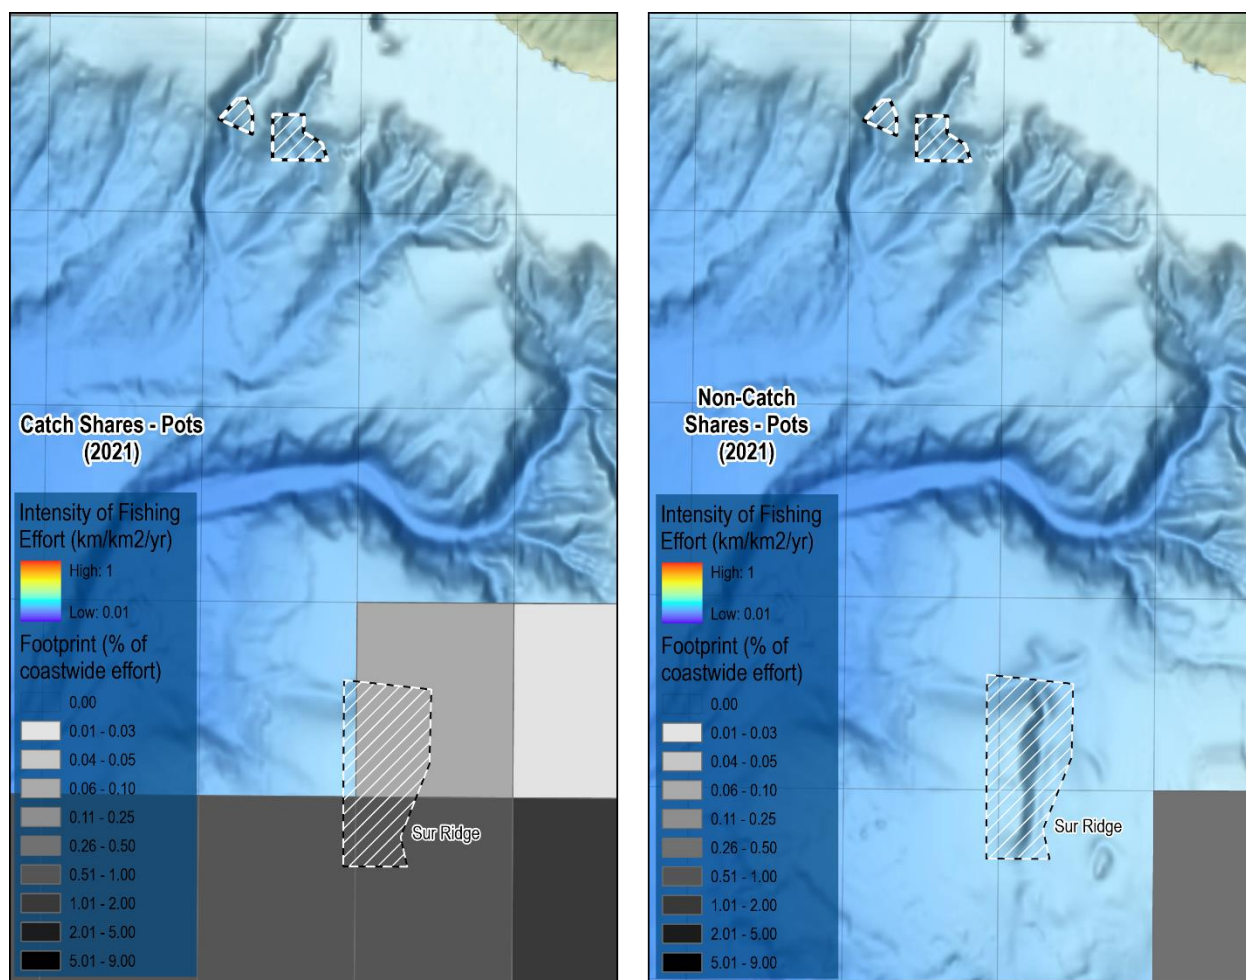 Catch Shares - Pots
(2021)
Intensity of Fishing
Effort (km/km2/yr)
High: 1
Low: 0.01
Footprint (% of
coastwide effort)
0.00
0.01 - 0.03
0.04 - 0.05
0.06 - 0.10
0.11 - 0.25
0.26 - 0.50
0.51 - 1.00
1.01 - 2.00
2.01 - 5.00
5.01 - 9.00
Sur Ridge
Non-Catch
Shares - Pots
(2021)
Intensity of Fishing
Effort (km/km2/yr)
High: 1
Low: 0.01
Footprint (% of
coastwide effort)
0.00
0.01 - 0.03
0.04 - 0.05
0.06 - 0.10
0.11 - 0.25
0.26 - 0.50
0.51 - 1.00
1.01 - 2.00
2.01 - 5.00
5.01 - 9.00
Sur Ridge